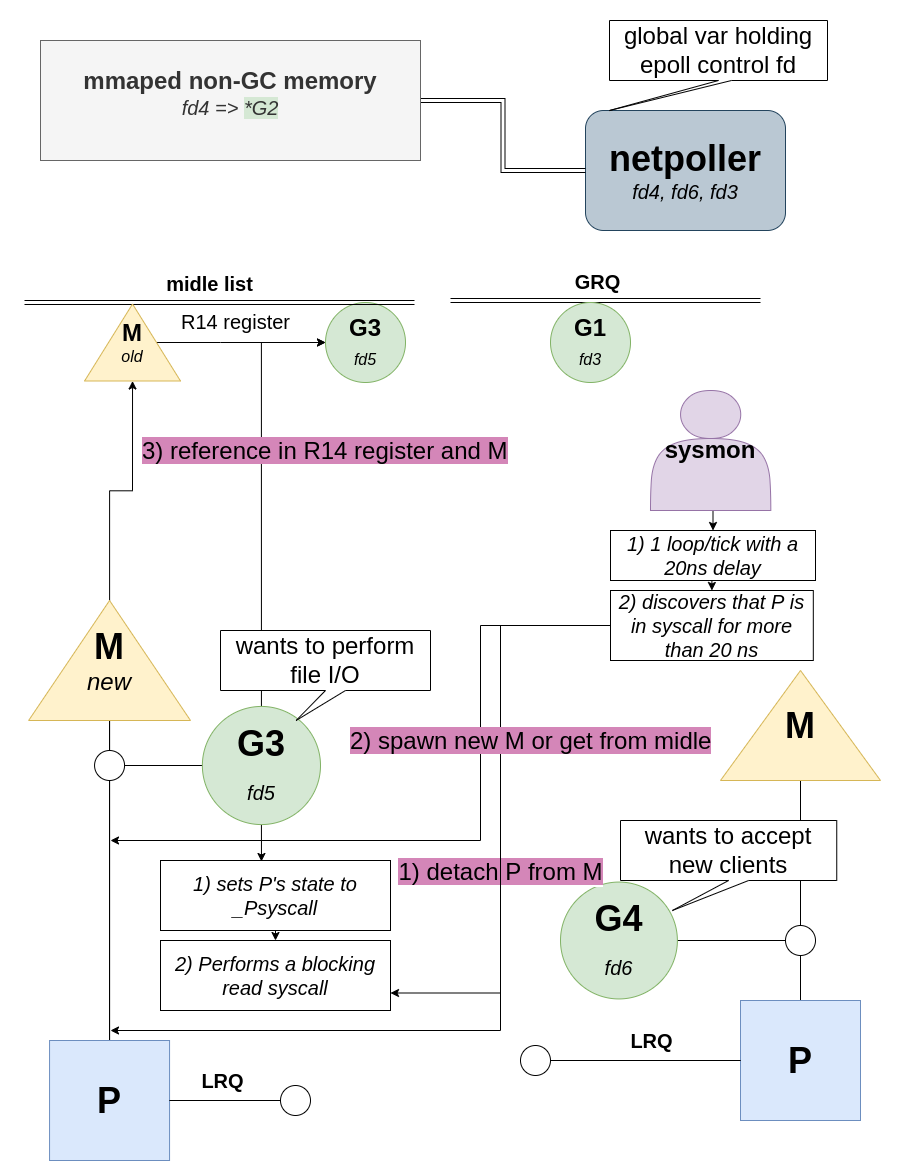 global var holding
epoll control fd
mmaped non-GC memory
fd4 => *G2
netpoller
fd4, fd6, fd3
midle list
GRQ
M
old
R14 register
G3
fd5
G1
fd3
3) reference in R14 register and M
sysmon
1) 1 loop/tick with a
20ns delay
2) discovers that P is
in syscall for more
than 20 ns
M
new
wants to perform
file I/O
G3
fd5
2) spawn new M or get from midle
M
wants to accept
new clients
1) detach P from M
1) sets P's state to
_Psyscall
G4
fd6
2) Performs a blocking
read syscall
LRQ
P
LRQ
P